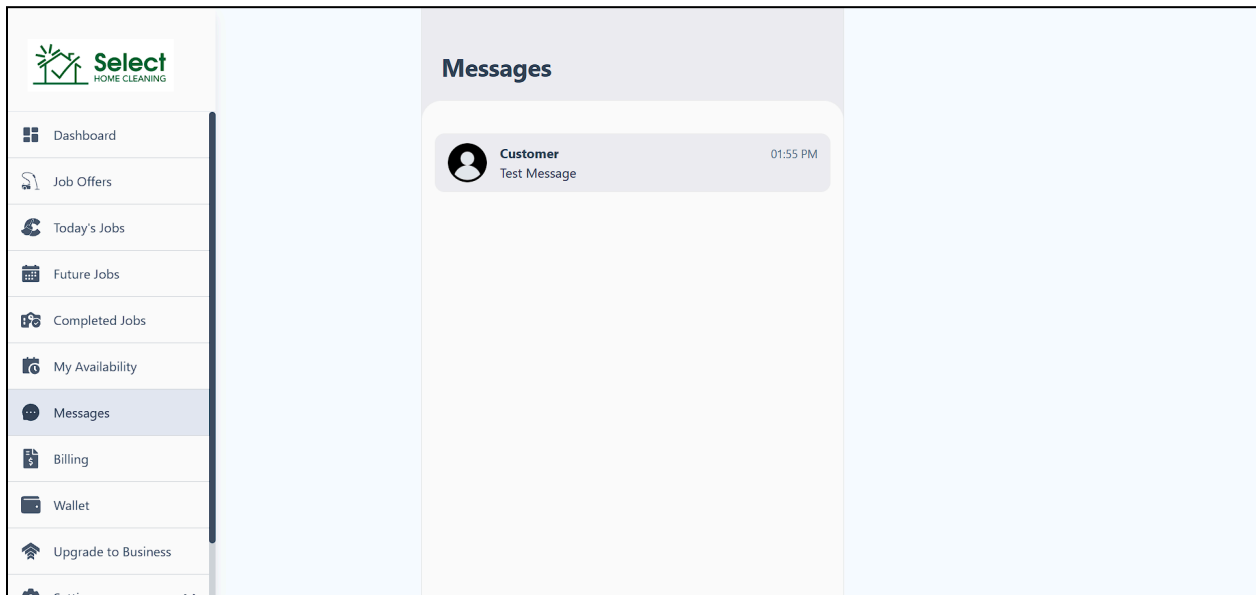 Select
HOME CLEANING
Dashboard
Job Offers
Today's Jobs
Future Jobs
Completed Jobs
My Availability
Messages
Billing
Wallet
Upgrade to Business
Messages
Customer
01:55 PM
Test Message